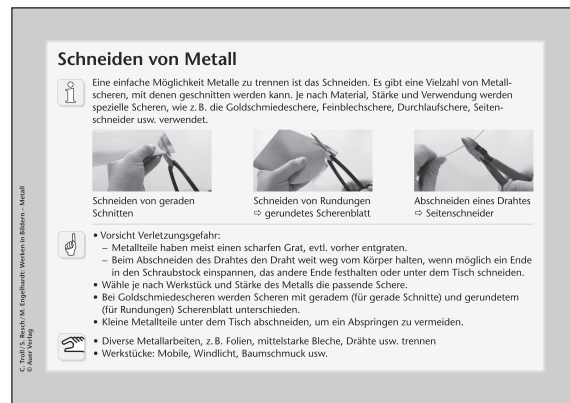 Schneiden von Metall
Eine einfache Möglichkeit Metalle zu trennen ist das Schneiden. Es gibt eine Vielzahl von Metall-
scheren, mit denen geschnitten werden kann. Je nach Material, Stärke und Verwendung werden
spezielle Scheren, wie z. B. die Goldschmiedeschere, Feinblechschere, Durchlaufschere, Seiten-
schneider usw. verwendet.
Schneiden von geraden
Schnitten
Schneiden von Rundungen
⇨ gerundetes Scherenblatt
Abschneiden eines Drahtes
⇨ Seitenschneider
• Vorsicht Verletzungsgefahr:
– Metallteile haben meist einen scharfen Grat, evtl. vorher entgraten.
– Beim Abschneiden des Drahtes den Draht weit weg vom Körper halten, wenn möglich ein Ende
in den Schraubstock einspannen, das andere Ende festhalten oder unter dem Tisch schneiden.
• Wähle je nach Werkstück und Stärke des Metalls die passende Schere.
• Bei Goldschmiedescheren werden Scheren mit geradem (für gerade Schnitte) und gerundetem
(für Rundungen) Scherenblatt unterschieden.
• Kleine Metallteile unter dem Tisch abschneiden, um ein Abspringen zu vermeiden.
• Diverse Metallarbeiten, z. B. Folien, mittelstarke Bleche, Drähte usw. trennen
• Werkstücke: Mobile, Windlicht, Baumschmuck usw.
C. Troll / S. Resch / M. Engelhardt: Werken in Bildern – Metall
© Auer Verlag